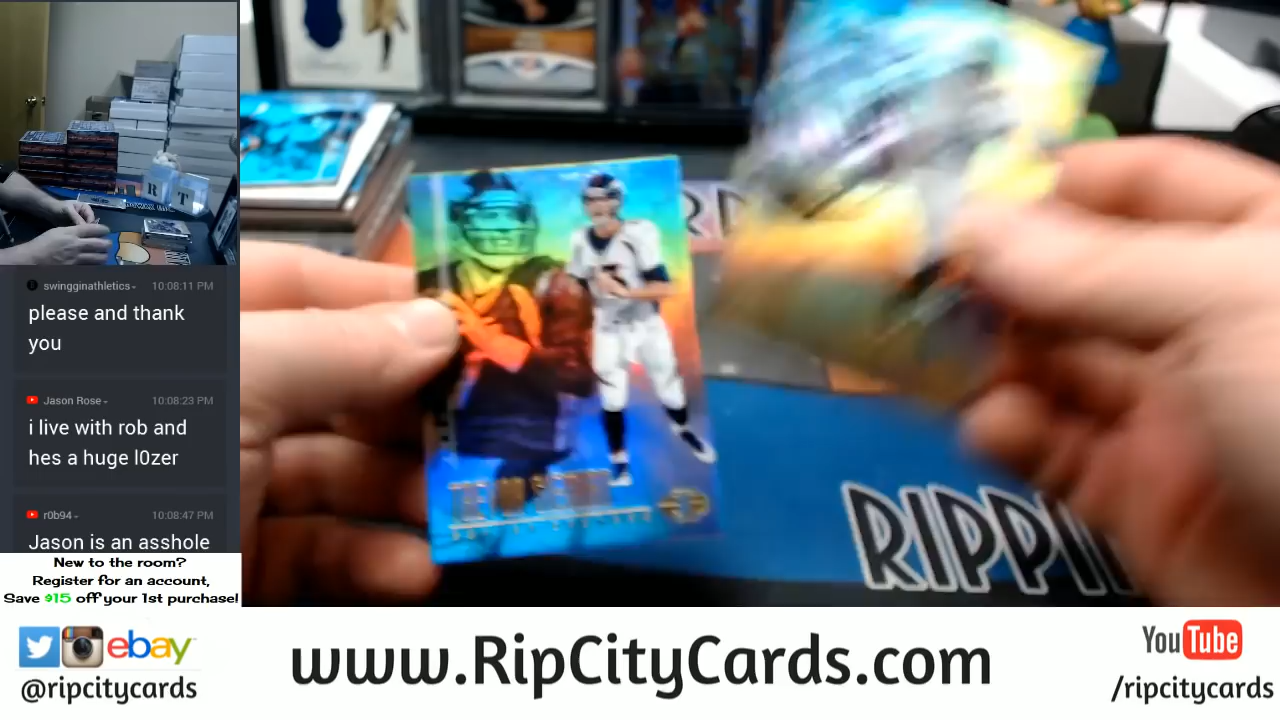 swingginathletics- 10:08:11 PM
please and thank
you
Jason Rose- 10:08:23 PM
i live with rob and
hes a huge l0zer
r0b94- 10:08:47 PM
Jason is an asshole
New to the room?
Register for an account,
Save $15 off your 1st purchase!
R T
RIPPI
ebay
@ripcitycards
www.RipCityCards.com
YouTube
/ripcitycards